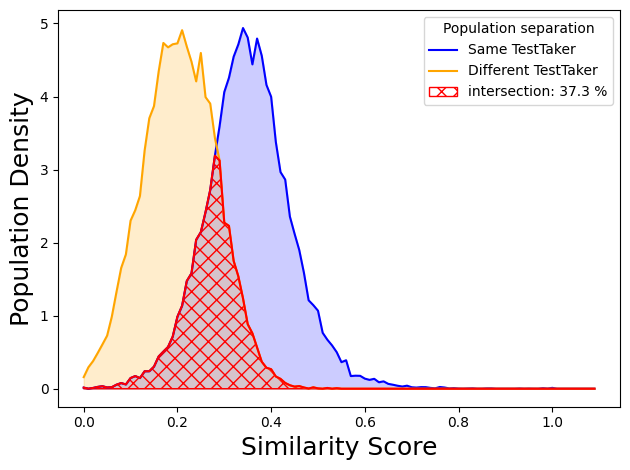 Population separation
Same TestTaker
Different TestTaker
intersection: 37.3 %
Population Density
5
4
3
2
1
0
0.0 0.2 0.4 0.6 0.8 1.0
Similarity Score